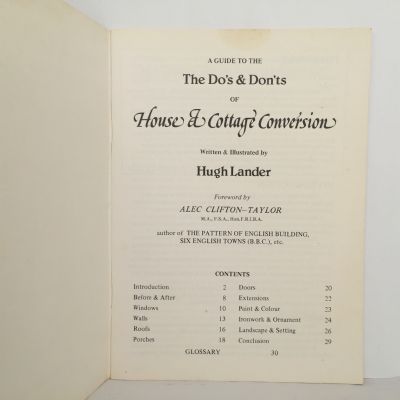 A GUIDE TO THE
The Do's & Don'ts
OF
House & Cottage Conversion
Written & Illustrated by
Hugh Lander
Foreword by
ALEC CLIFTON-TAYLOR
M.A., F.S.A., Hon.F.R.I.B.A.
author of THE PATTERN OF ENGLISH BUILDING,
SIX ENGLISH TOWNS (B.B.C.), etc.
CONTENTS
Introduction 2
Before & After 8
Windows 10
Walls 13
Roofs 16
Porches 18
Doors 20
Extensions 22
Paint & Colour 23
Ironwork & Ornament 24
Landscape & Setting 26
Conclusion 29
GLOSSARY 30